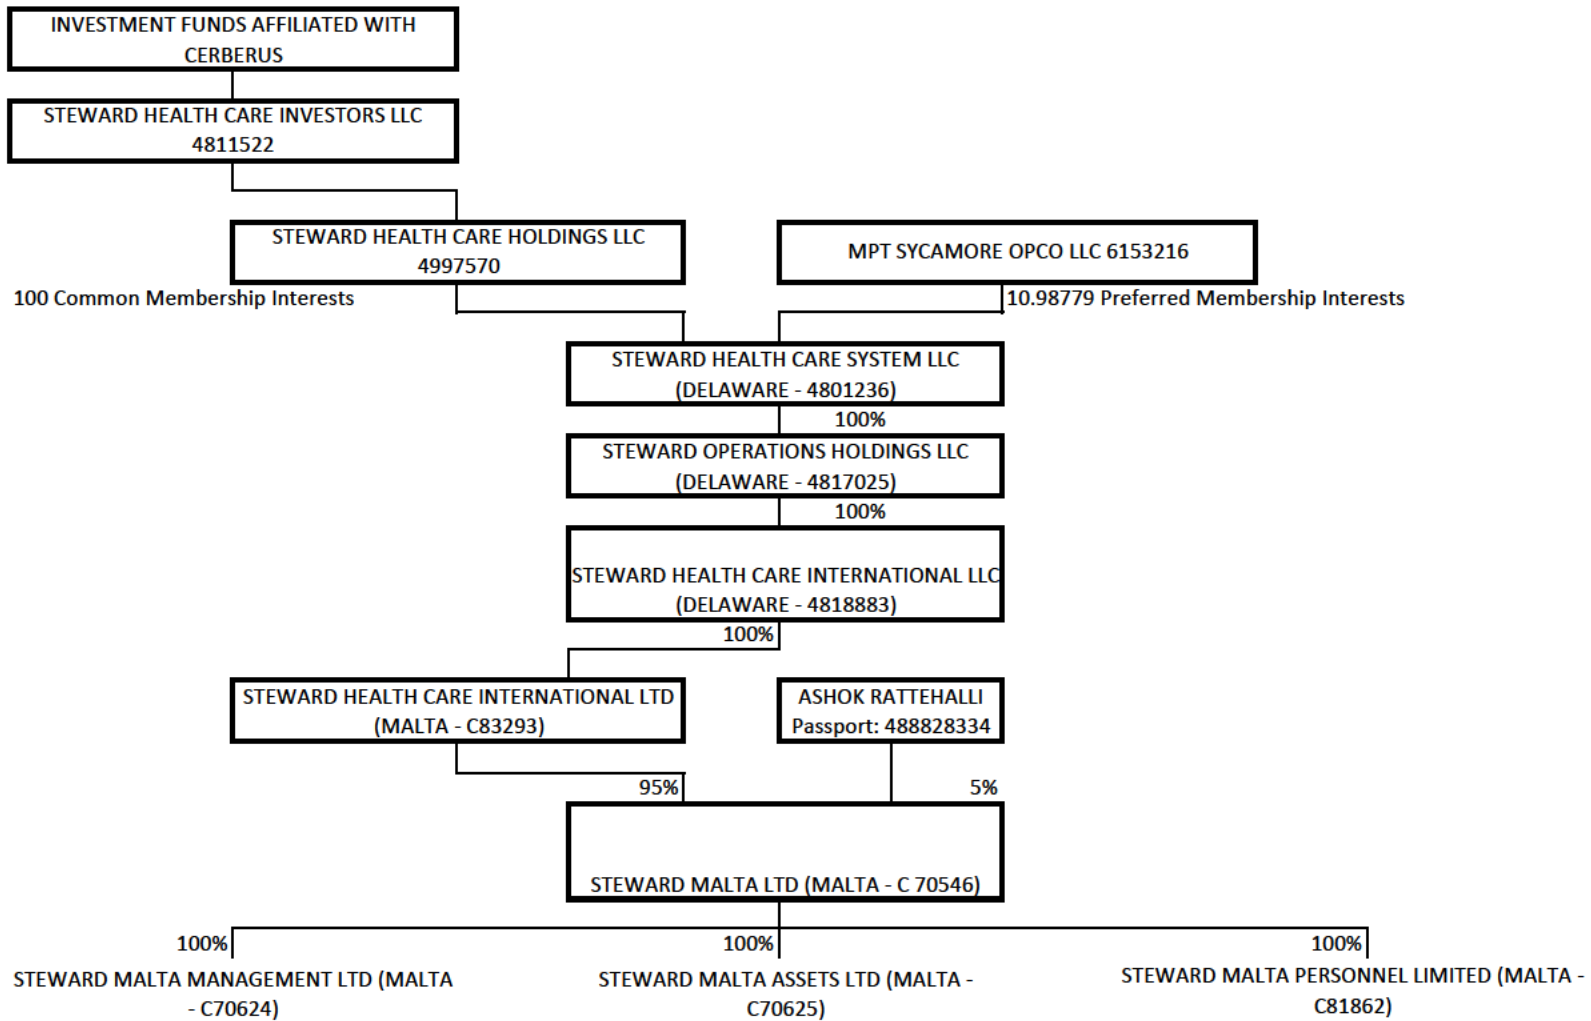 INVESTMENT FUNDS AFFILIATED WITH
CERBERUS
STEWARD HEALTH CARE INVESTORS LLC
4811522
STEWARD HEALTH CARE HOLDINGS LLC
4997570
MPT SYCAMORE OPCO LLC 6153216
100 Common Membership Interests
10.98779 Preferred Membership Interests
STEWARD HEALTH CARE SYSTEM LLC
(DELAWARE - 4801236)
100%
STEWARD OPERATIONS HOLDINGS LLC
(DELAWARE - 4817025)
100%
STEWARD HEALTH CARE INTERNATIONAL LLC
(DELAWARE - 4818883)
100%
STEWARD HEALTH CARE INTERNATIONAL LTD
(MALTA - C83293)
ASHOK RATTEHALLI
Passport: 488828334
95%
5%
STEWARD MALTA LTD (MALTA - C 70546)
100%
100%
100%
STEWARD MALTA MANAGEMENT LTD (MALTA
- C70624)
STEWARD MALTA ASSETS LTD (MALTA -
C70625)
STEWARD MALTA PERSONNEL LIMITED (MALTA -
C81862)